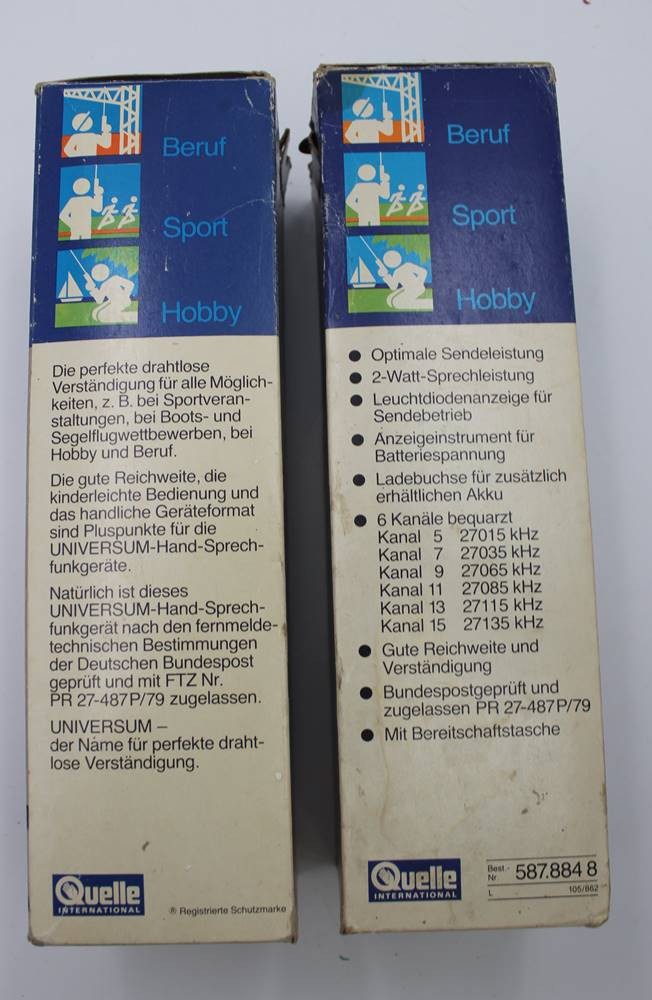 Beruf
Sport
Hobby
Die perfekte drahtlose
Verständigung für alle Möglich-
keiten, z. B. bei Sportveran-
staltungen, bei Boots- und
Segelflugwettbewerben, bei
Hobby und Beruf.
Die gute Reichweite, die
kinderleichte Bedienung und
das handliche Geräteformat
sind Pluspunkte für die
UNIVERSUM-Hand-Sprech-
funkgeräte.
Natürlich ist dieses
UNIVERSUM-Hand-Sprech-
funkgerät nach den fernmelde-
technischen Bestimmungen
der Deutschen Bundespost
geprüft und mit FTZ Nr.
PR 27-487P/79 zugelassen.
UNIVERSUM –
der Name für perfekte draht-
lose Verständigung.
Quelle
INTERNATIONAL
® Registrierte Schutzmarke
Beruf
Sport
Hobby
● Optimale Sendeleistung
● 2-Watt-Sprechleistung
● Leuchtdiodenanzeige für
Sendebetrieb
● Anzeigeinstrument für
Batteriespannung
● Ladebuchse für zusätzlich
erhältlichen Akku
● 6 Kanäle bequarzt
Kanal 5 27015 kHz
Kanal 7 27035 kHz
Kanal 9 27065 kHz
Kanal 11 27085 kHz
Kanal 13 27115 kHz
Kanal 15 27135 kHz
● Gute Reichweite und
Verständigung
● Bundespostgeprüft und
zugelassen PR 27-487P/79
● Mit Bereitschaftstasche
Quelle
INTERNATIONAL
Best.-
Nr. 587.884 8
L 105/862